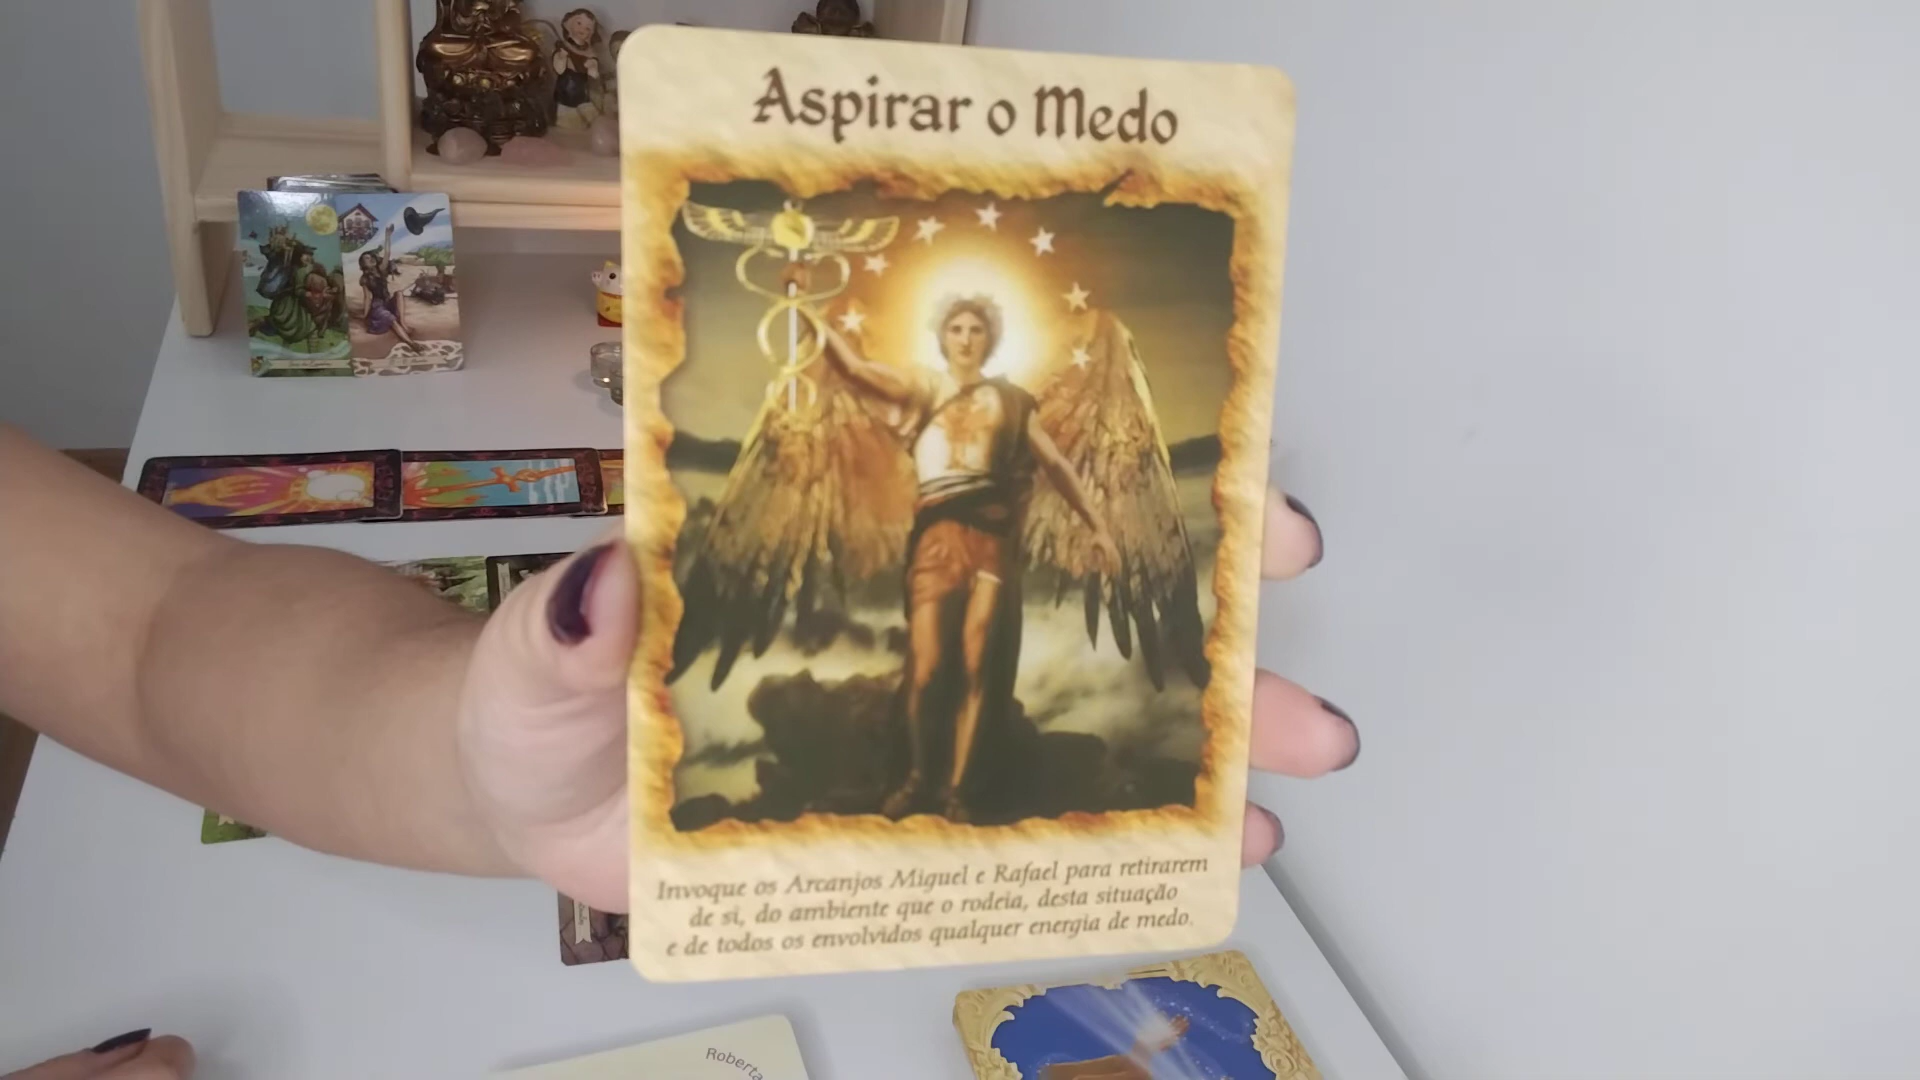 Aspirar o Medo
Invoque os Arcanjos Miguel e Rafael para retirarem
de si, do ambiente que o rodeia, desta situação
e de todos os envolvidos qualquer energia de medo.
Roberta